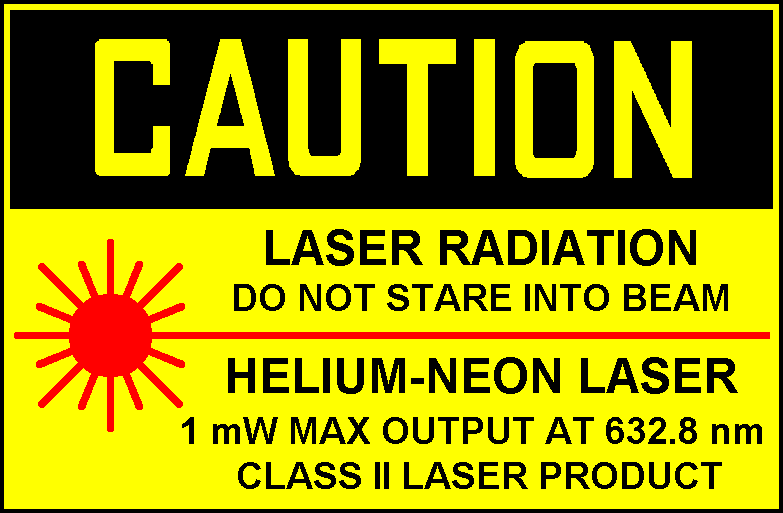 CAUTION
LASER RADIATION
DO NOT STARE INTO BEAM
HELIUM-NEON LASER
1 mW MAX OUTPUT AT 632.8 nm
CLASS II LASER PRODUCT